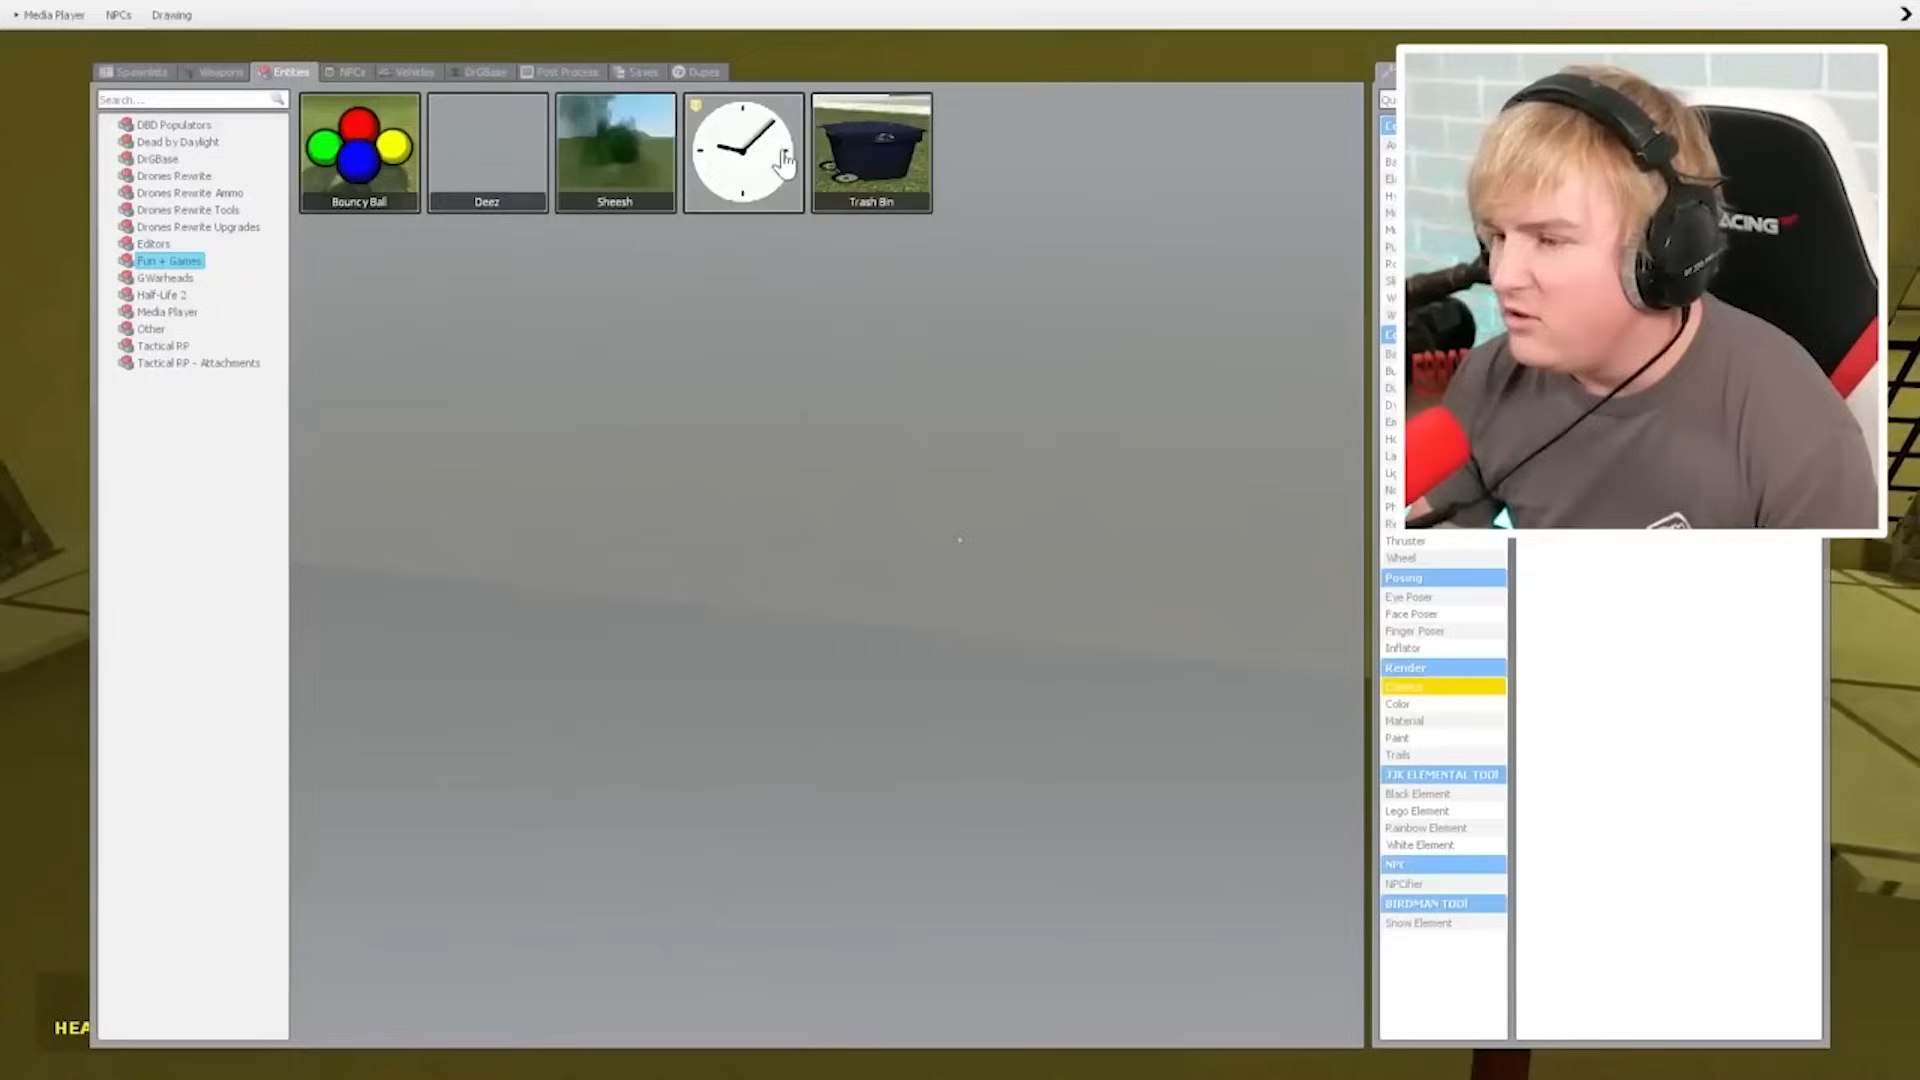 Media Player NPCs Drawing
Spawnlists Weapons Entities NPCs Vehicles DrGBase Post Process Saves Dupes
Search...
DBD Populators
Dead by Daylight
DrGBase
Drones Rewrite
Drones Rewrite Ammo
Drones Rewrite Tools
Drones Rewrite Upgrades
Editors
Fun + Games
GWarheads
Half-Life 2
Media Player
Other
Tactical RP
Tactical RP - Attachments
Bouncy Ball
Deez
Sheesh
Trash Bin
ACING
Thruster
Wheel
Posing
Eye Poser
Face Poser
Finger Poser
Inflator
Render
Camera
Color
Material
Paint
Trails
JJK ELEMENTAL TOOl
Black Element
Lego Element
Rainbow Element
White Element
NPC
NPCifier
BIRDMAN TOOl
Snow Element
HEA